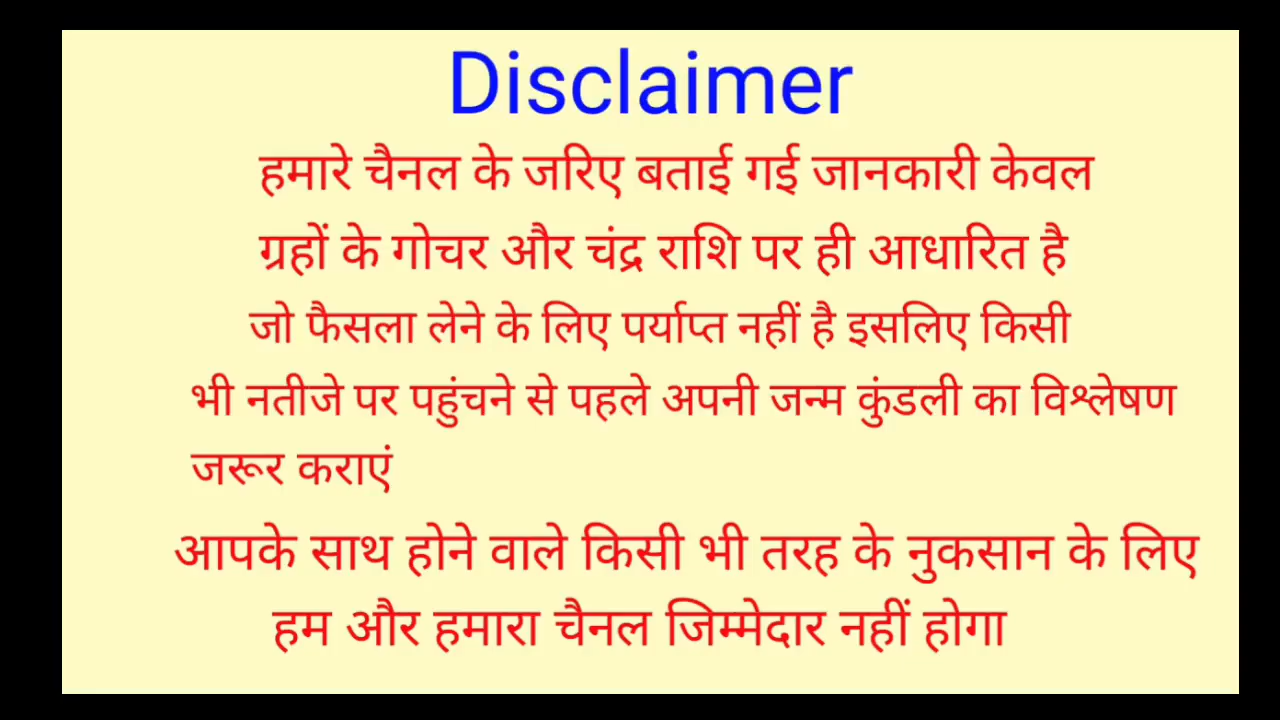 Disclaimer
हमारे चैनल के जरिए बताई गई जानकारी केवल
ग्रहों के गोचर और चंद्र राशि पर ही आधारित है
जो फैसला लेने के लिए पर्याप्त नहीं है इसलिए किसी
भी नतीजे पर पहुंचने से पहले अपनी जन्म कुंडली का विश्लेषण
जरूर कराएं
आपके साथ होने वाले किसी भी तरह के नुकसान के लिए
हम और हमारा चैनल जिम्मेदार नहीं होगा